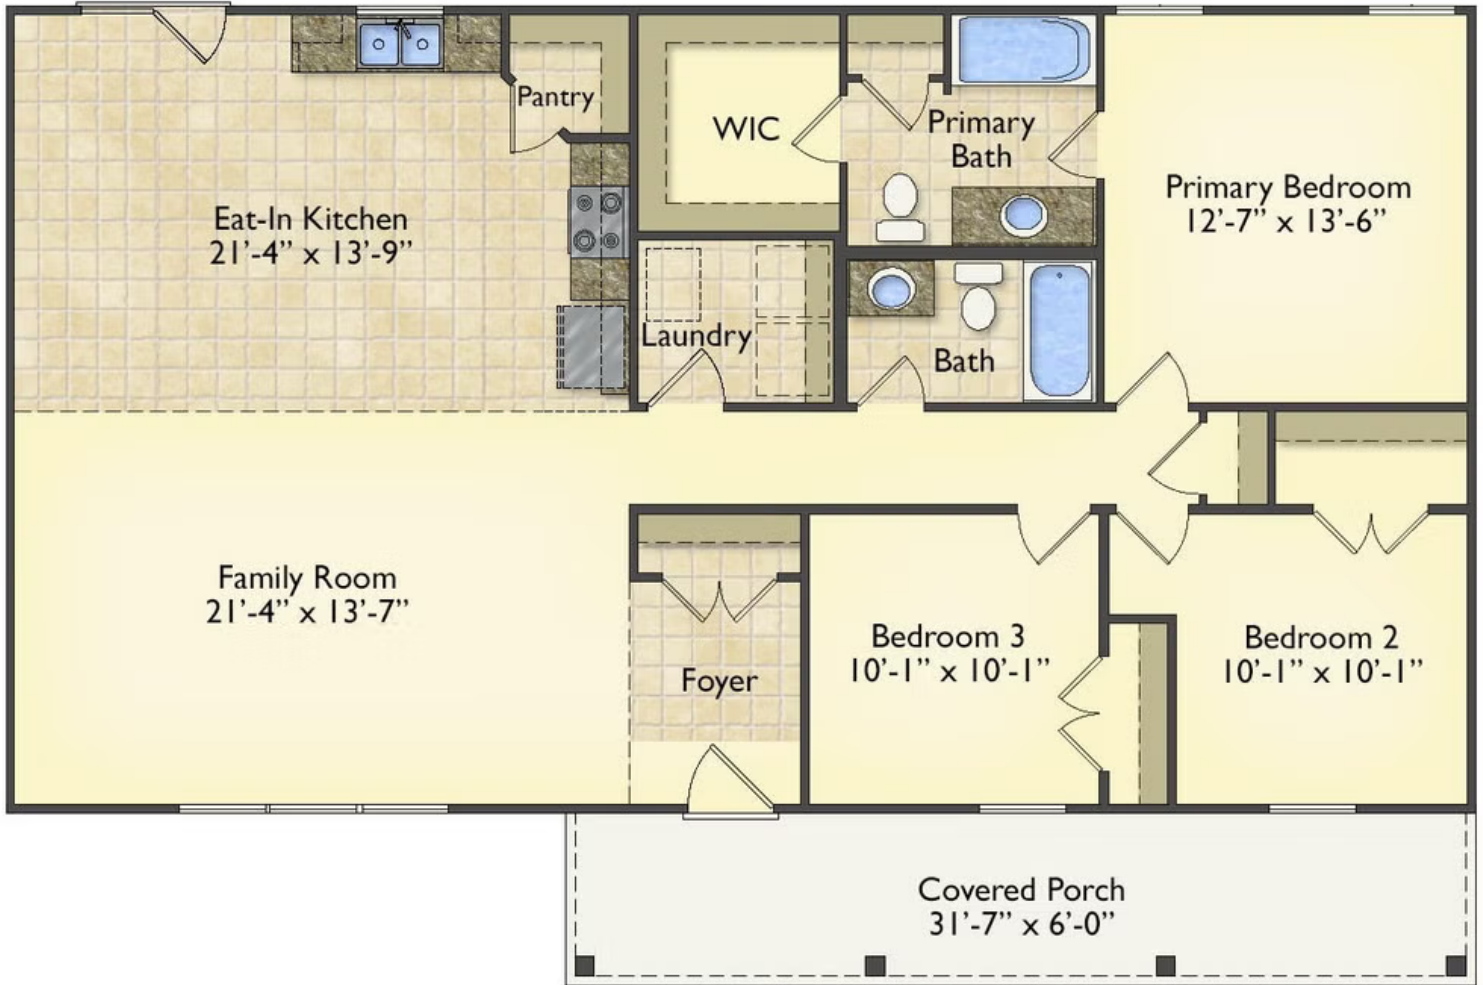 Pantry
WIC
Primary
Bath
Primary Bedroom
12'-7” x 13'-6”
Eat-In Kitchen
21'-4” x 13'-9”
Laundry
Bath
Family Room
21'-4” x 13'-7”
Foyer
Bedroom 3
10'-1” x 10'-1”
Bedroom 2
10'-1” x 10'-1”
Covered Porch
31'-7” x 6'-0”